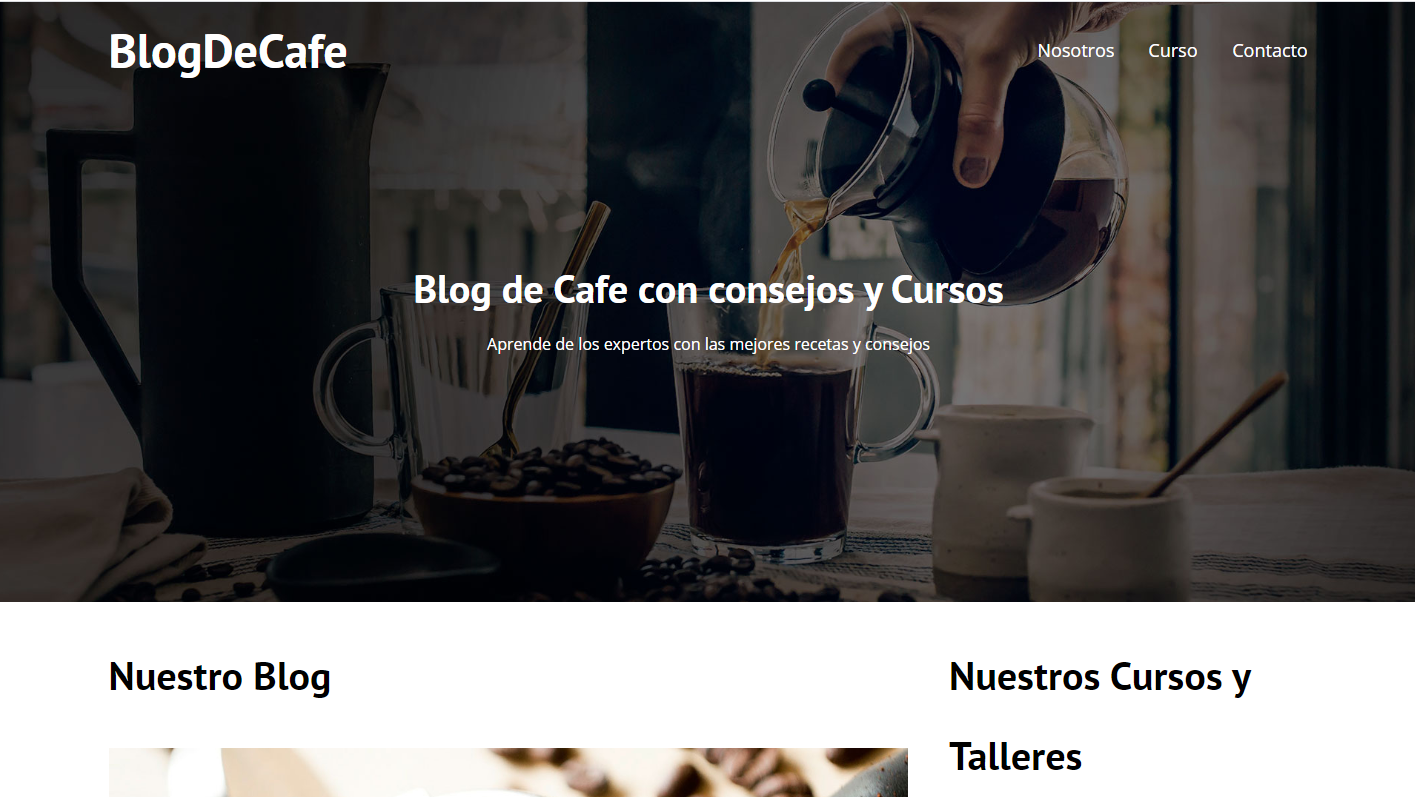 BlogDeCafe
Nosotros Curso Contacto
Blog de Cafe con consejos y Cursos
Aprende de los expertos con las mejores recetas y consejos
Nuestro Blog
Nuestros Cursos y
Talleres